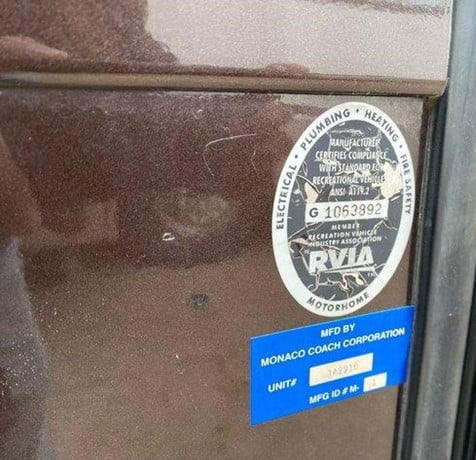 ELECTRICAL • PLUMBING • HEATING • FIRE SAFETY
MANUFACTURER
CERTIFIES COMPLIANCE
WITH STANDARD FOR
RECREATIONAL VEHICLES
ANSI A119.2
G 1063892
MEMBER
RECREATION VEHICLE
INDUSTRY ASSOCIATION
RVIA
MOTORHOME
MFD BY
MONACO COACH CORPORATION
UNIT#
MFG ID # M- 1